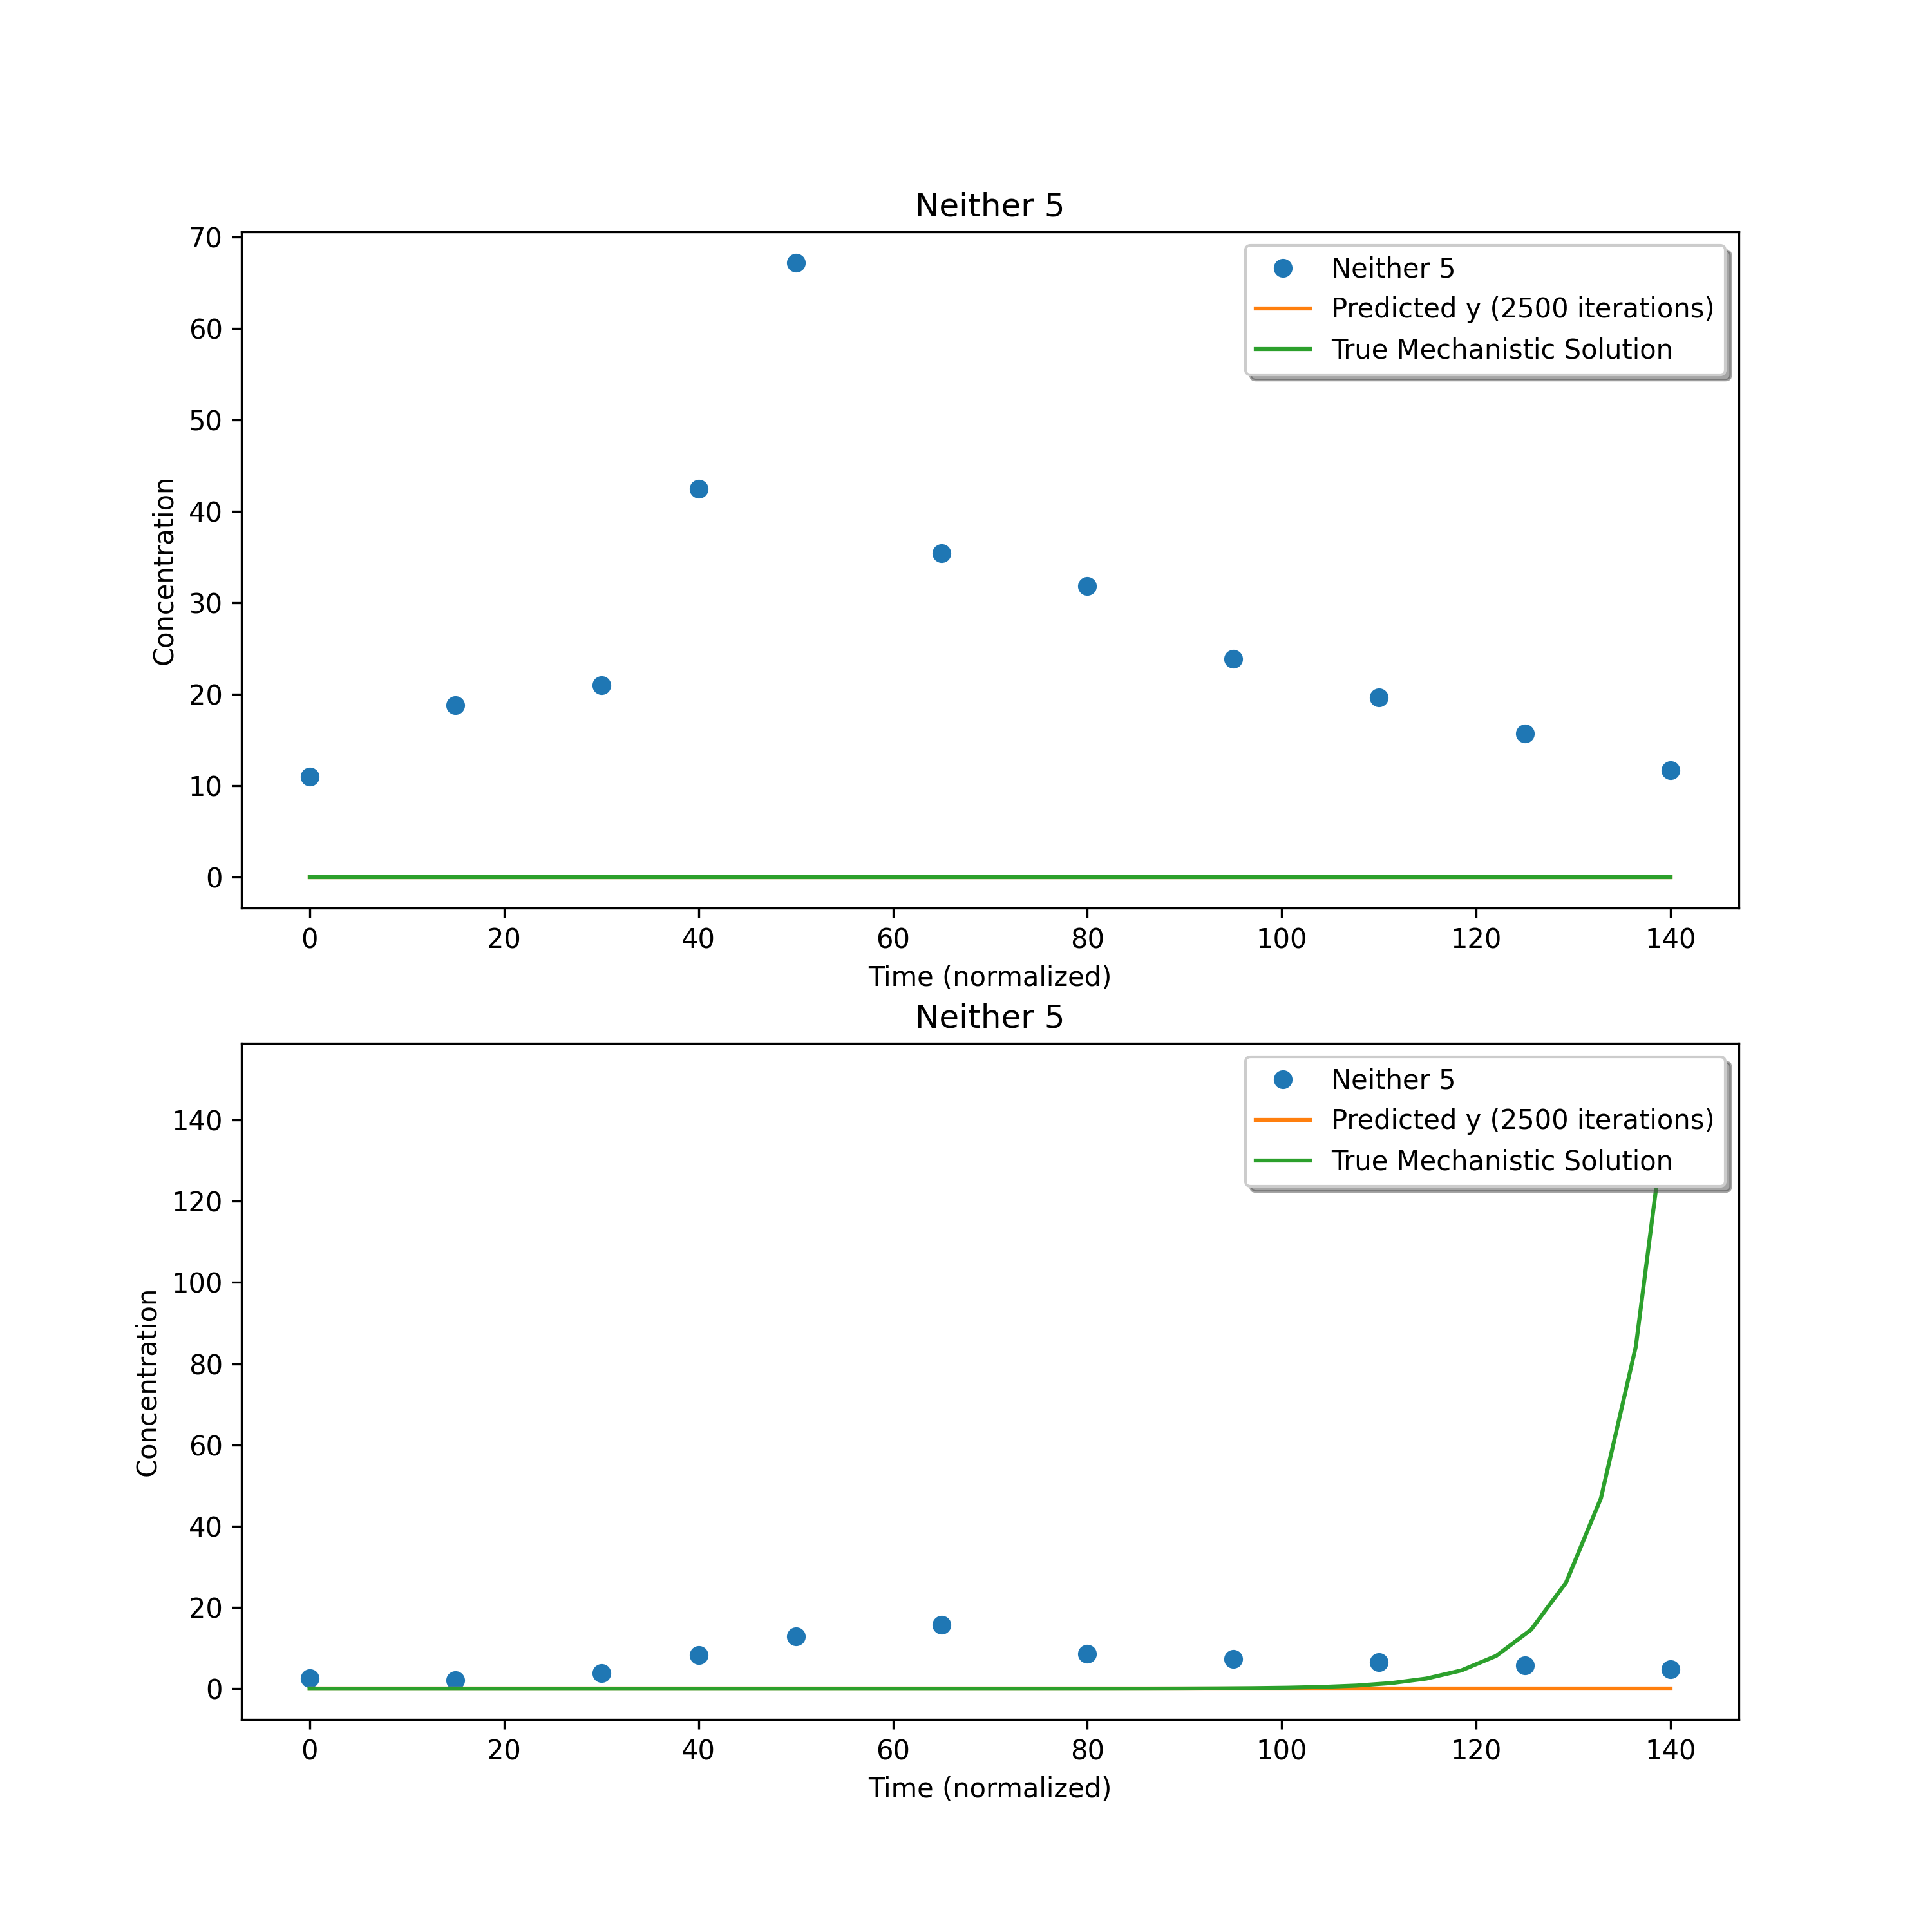 Neither 5
70
60
50
40
30
20
10
0
Concentration
Neither 5
Predicted y (2500 iterations)
True Mechanistic Solution
0 20 40 60 80 100 120 140
Time (normalized)
Neither 5
140
120
100
80
60
40
20
0
Concentration
Neither 5
Predicted y (2500 iterations)
True Mechanistic Solution
0 20 40 60 80 100 120 140
Time (normalized)